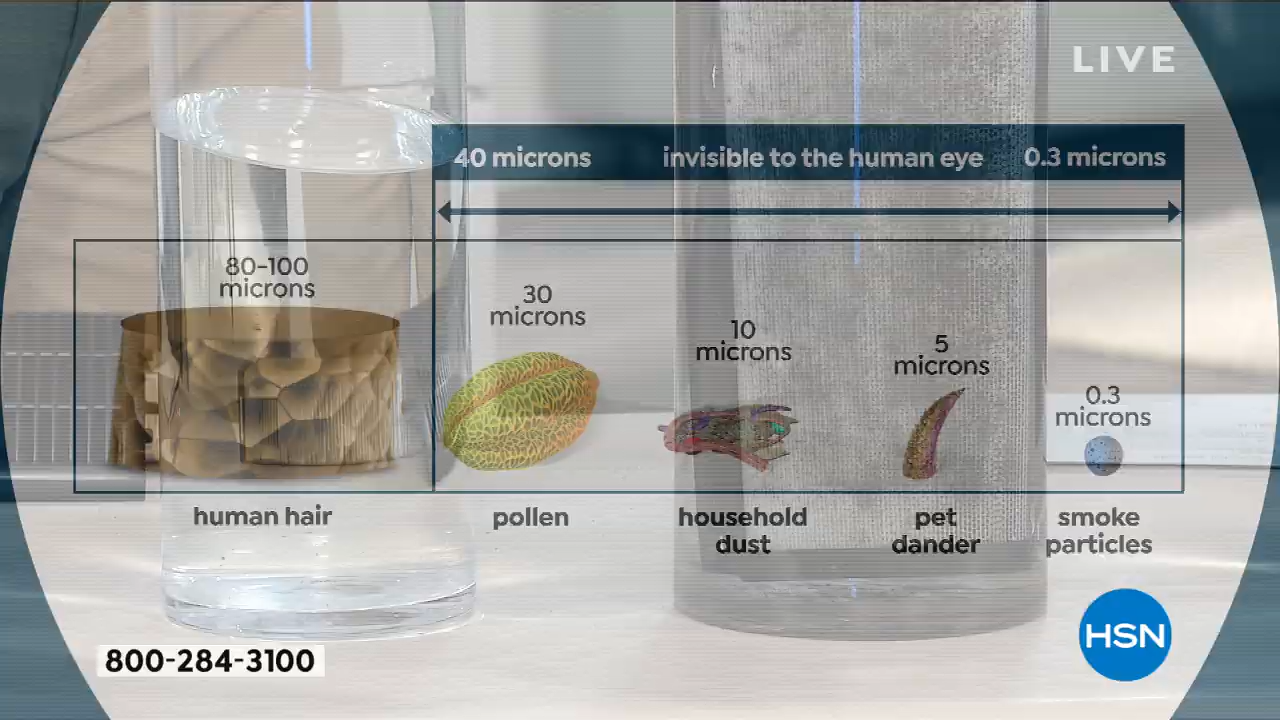 LIVE
40 microns invisible to the human eye 0.3 microns
80-100
microns
30
microns
10
microns
5
microns
0.3
microns
human hair
pollen
household
dust
pet
dander
smoke
particles
800-284-3100
HSN